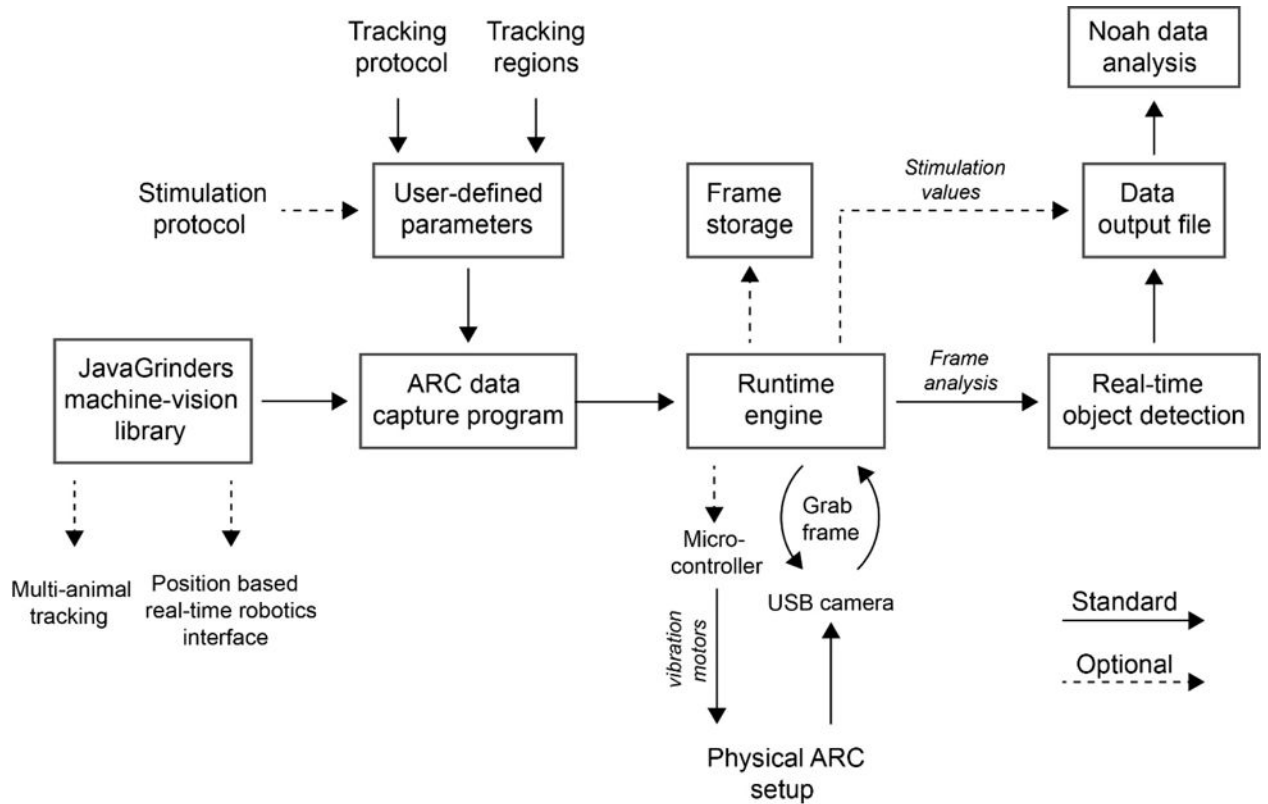 Tracking
protocol
Tracking
regions
Noah data
analysis
Stimulation
protocol
User-defined
parameters
Frame
storage
Stimulation
values
Data
output file
JavaGrinders
machine-vision
library
ARC data
capture program
Runtime
engine
Frame
analysis
Real-time
object detection
Multi-animal
tracking
Position based
real-time robotics
interface
Micro-
controller
Grab
frame
USB camera
vibration
motors
Physical ARC
setup
Standard
Optional